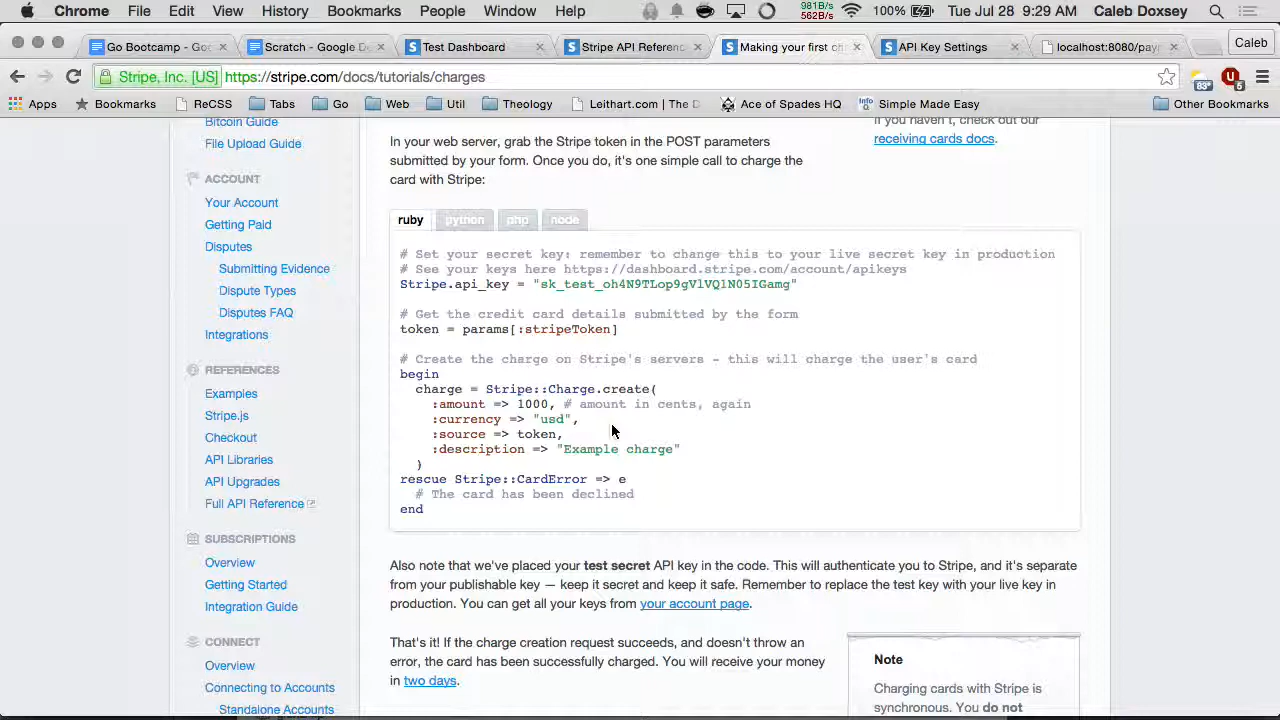 Chrome File Edit View History Bookmarks People Window Help 981B/s 562B/s 100% Tue Jul 28 9:29 AM Caleb Doxsey
Go Bootcamp - Go Scratch - Google D Test Dashboard Stripe API Referenc Making your first c API Key Settings localhost:8080/pay Caleb
Stripe, Inc. [US] https://stripe.com/docs/tutorials/charges
Apps Bookmarks ReCSS Tabs Go Web Util Theology Leithart.com | The D Ace of Spades HQ Simple Made Easy Other Bookmarks
Bitcoin Guide
File Upload Guide
ACCOUNT
Your Account
Getting Paid
Disputes
Submitting Evidence
Dispute Types
Disputes FAQ
Integrations
REFERENCES
Examples
Stripe.js
Checkout
API Libraries
API Upgrades
Full API Reference
SUBSCRIPTIONS
Overview
Getting Started
Integration Guide
CONNECT
Overview
Connecting to Accounts
Standalone Accounts
In your web server, grab the Stripe token in the POST parameters
submitted by your form. Once you do, it's one simple call to charge the
card with Stripe:
ruby python php node
# Set your secret key: remember to change this to your live secret key in production
# See your keys here https://dashboard.stripe.com/account/apikeys
Stripe.api_key = "sk_test_oh4N9TLop9gVlVQ1N05IGamg"
# Get the credit card details submitted by the form
token = params[:stripeToken]
# Create the charge on Stripe's servers - this will charge the user's card
begin
charge = Stripe::Charge.create(
:amount => 1000, # amount in cents, again
:currency => "usd",
:source => token,
:description => "Example charge"
)
rescue Stripe::CardError => e
# The card has been declined
end
Also note that we've placed your test secret API key in the code. This will authenticate you to Stripe, and it's separate
from your publishable key — keep it secret and keep it safe. Remember to replace the test key with your live key in
production. You can get all your keys from your account page.
That's it! If the charge creation request succeeds, and doesn't throw an
error, the card has been successfully charged. You will receive your money
in two days.
If you haven't, check out our
receiving cards docs.
Note
Charging cards with Stripe is
synchronous. You do not